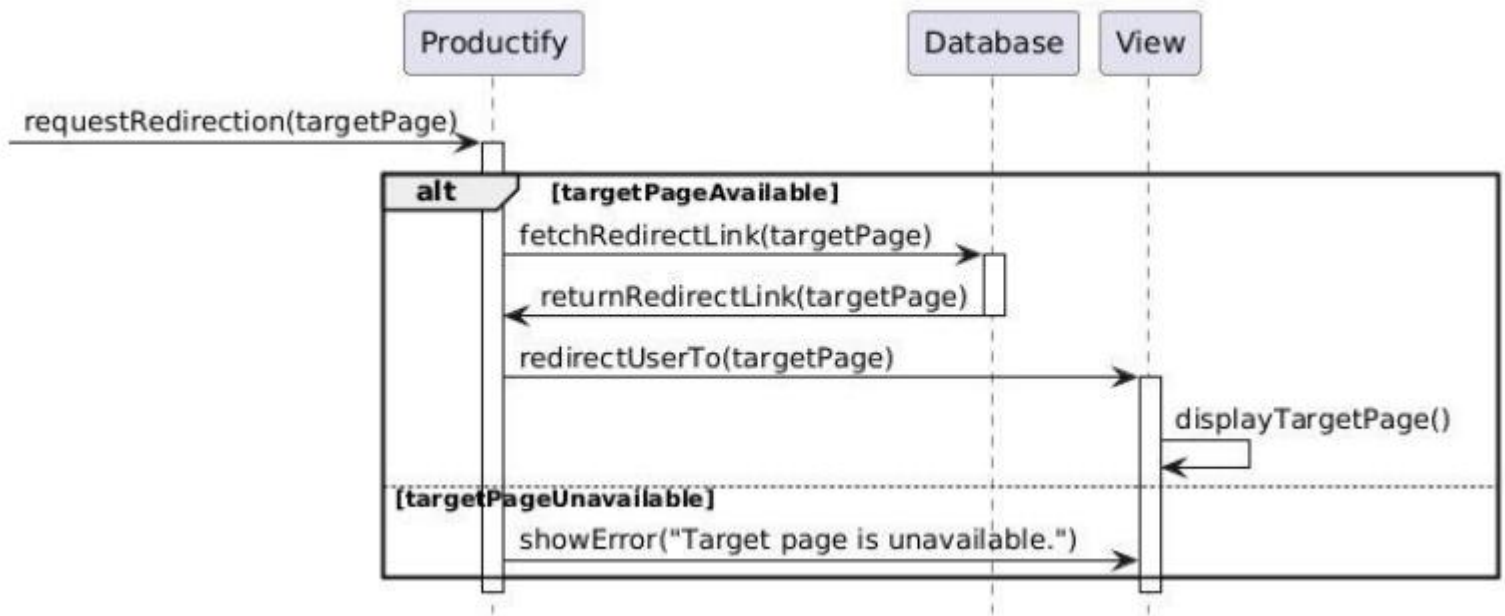 Productify
Database
View
requestRedirection(targetPage)
alt
[targetPageAvailable]
fetchRedirectLink(targetPage)
returnRedirectLink(targetPage)
redirectUserTo(targetPage)
displayTargetPage()
[targetPageUnavailable]
showError("Target page is unavailable.")